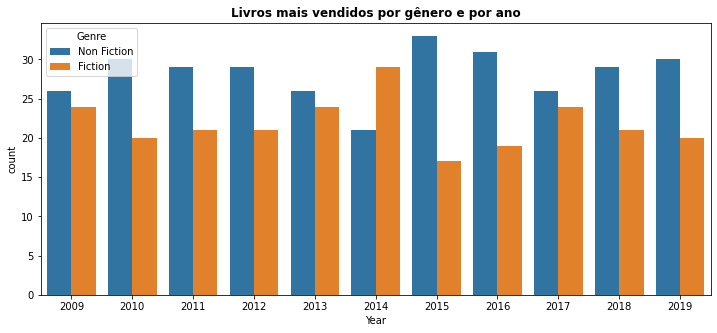 Livros mais vendidos por gênero e por ano
Genre
Non Fiction
Fiction
30
25
20
15
10
5
0
count
2009 2010 2011 2012 2013 2014 2015 2016 2017 2018 2019
Year